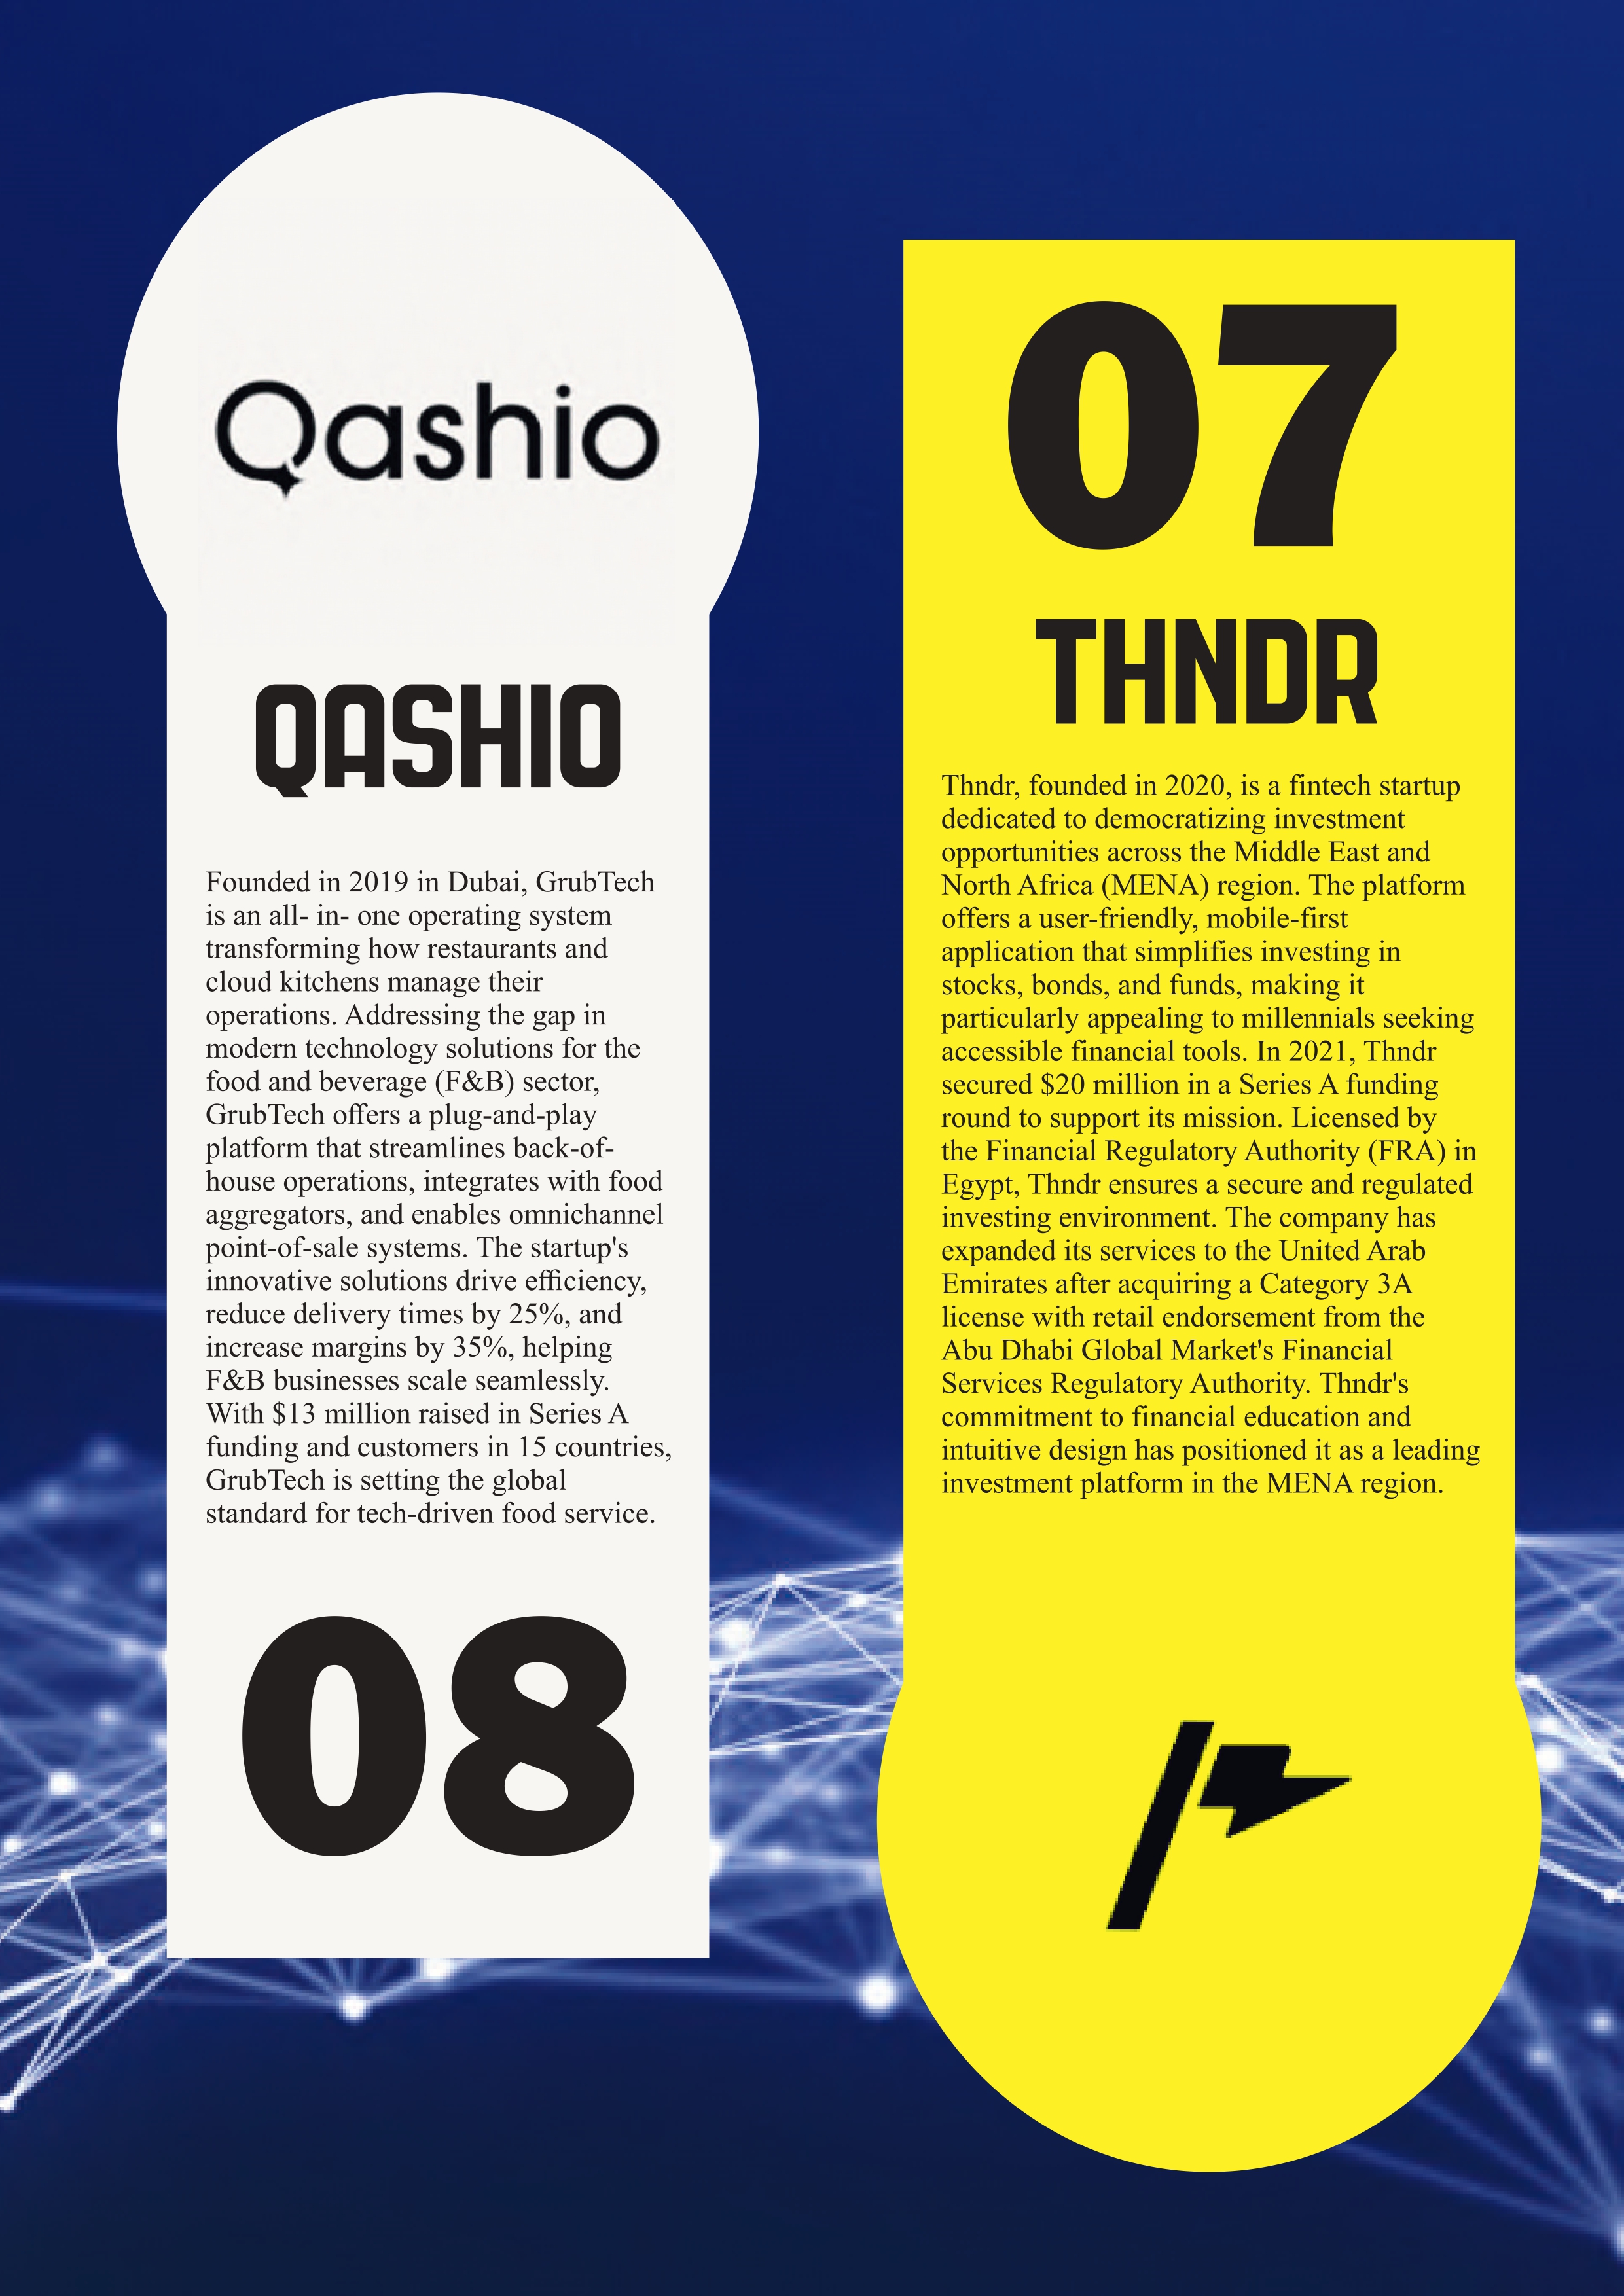 Qashio
QASHIO
Founded in 2019 in Dubai, GrubTech
is an all- in- one operating system
transforming how restaurants and
cloud kitchens manage their
operations. Addressing the gap in
modern technology solutions for the
food and beverage (F&B) sector,
GrubTech offers a plug-and-play
platform that streamlines back-of-
house operations, integrates with food
aggregators, and enables omnichannel
point-of-sale systems. The startup's
innovative solutions drive efficiency,
reduce delivery times by 25%, and
increase margins by 35%, helping
F&B businesses scale seamlessly.
With $13 million raised in Series A
funding and customers in 15 countries,
GrubTech is setting the global
standard for tech-driven food service.
08
07
THNDR
Thndr, founded in 2020, is a fintech startup
dedicated to democratizing investment
opportunities across the Middle East and
North Africa (MENA) region. The platform
offers a user-friendly, mobile-first
application that simplifies investing in
stocks, bonds, and funds, making it
particularly appealing to millennials seeking
accessible financial tools. In 2021, Thndr
secured $20 million in a Series A funding
round to support its mission. Licensed by
the Financial Regulatory Authority (FRA) in
Egypt, Thndr ensures a secure and regulated
investing environment. The company has
expanded its services to the United Arab
Emirates after acquiring a Category 3A
license with retail endorsement from the
Abu Dhabi Global Market's Financial
Services Regulatory Authority. Thndr's
commitment to financial education and
intuitive design has positioned it as a leading
investment platform in the MENA region.